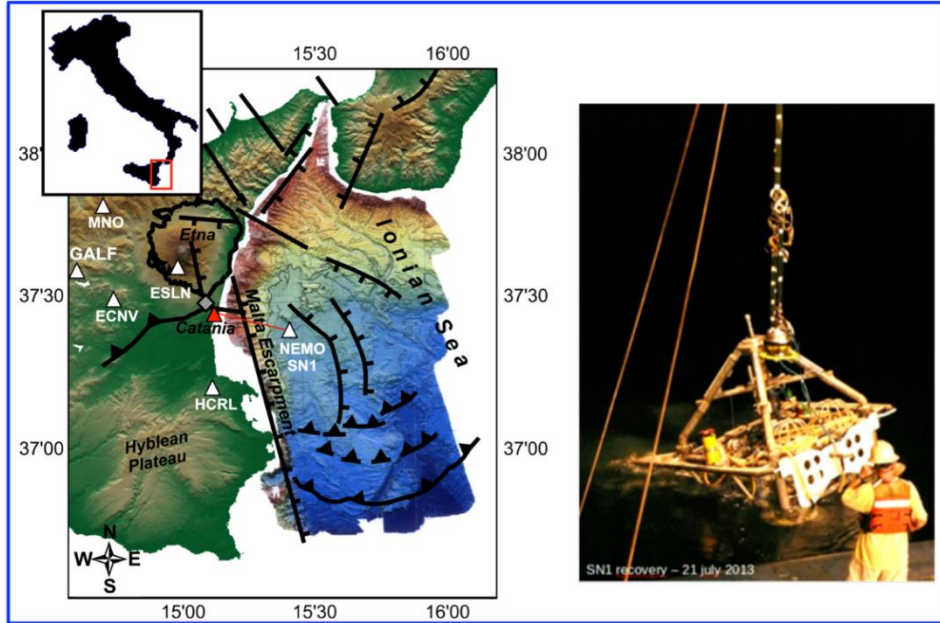 15'30
16'00
38'
38'00
MNO
Etna
GALF
Ionian Sea
ESLN
37'30
37'30
ECNV
Catania
Malta Escarpment
NEMO
SN1
HCRL
37'00
37'00
Hyblean
Plateau
N
W E
S
15'00
15'30
16'00
SN1 recovery – 21 july 2013